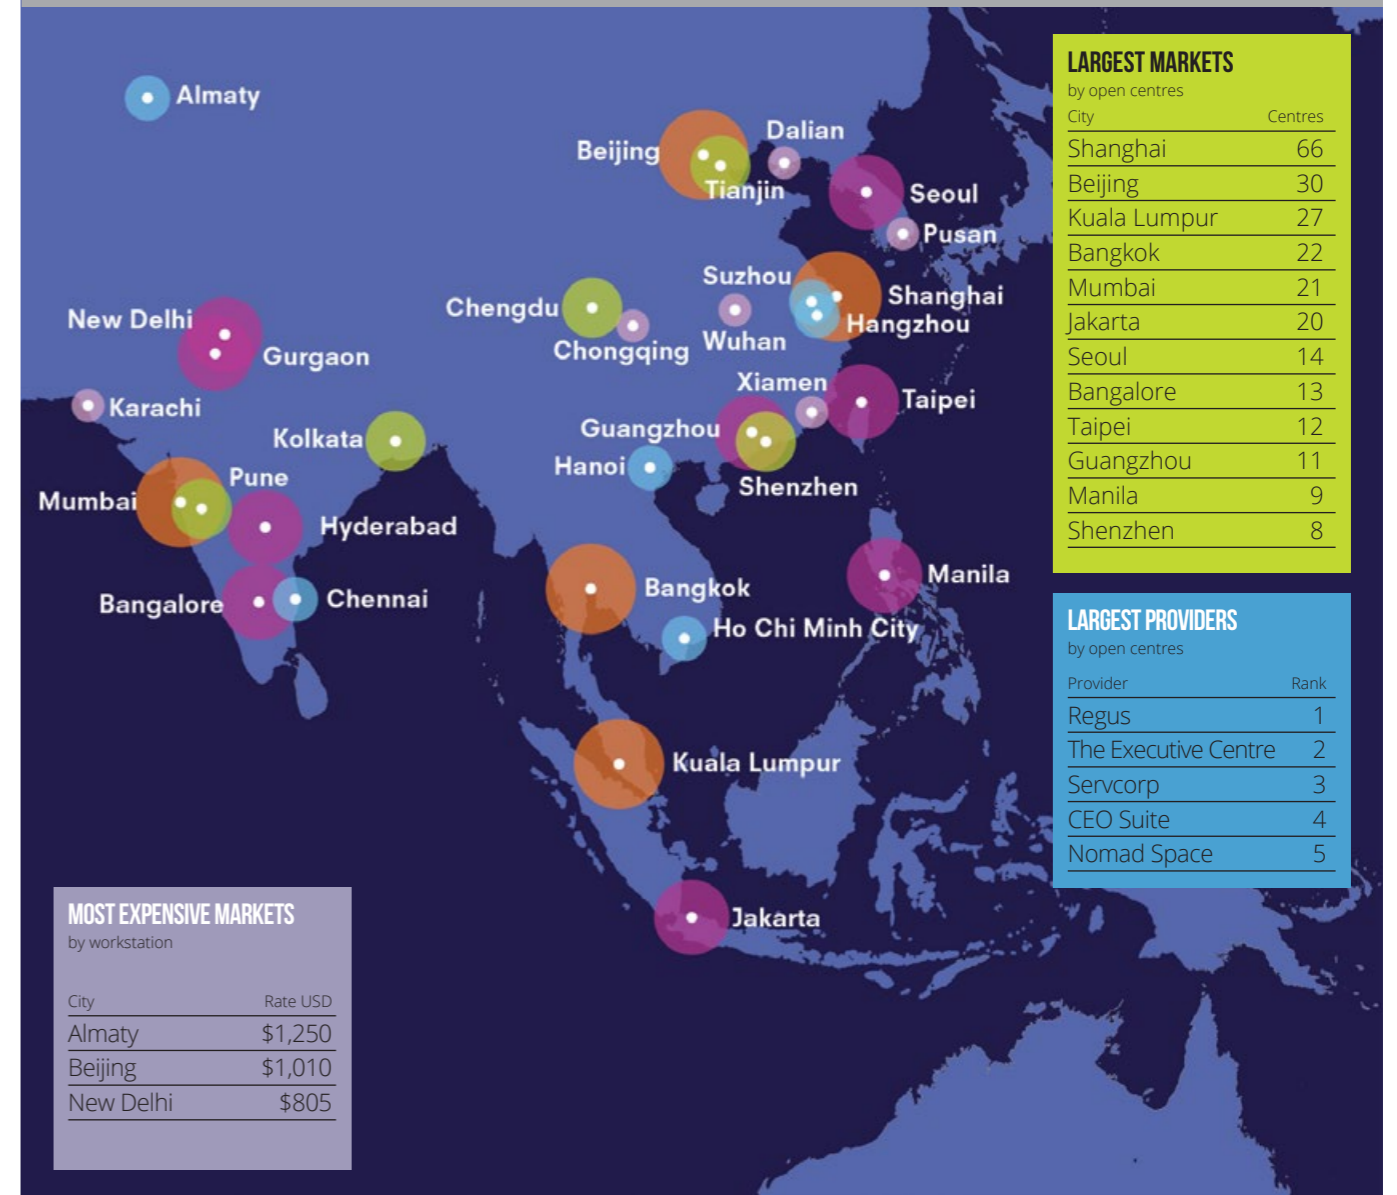 Almaty
Dalian
Beijing
Tianjin
Seoul
Pusan
Suzhou
Shanghai
Chengdu
Hangzhou
New Delhi
Wuhan
Chongqing
Gurgaon
Xiamen
Taipei
Karachi
Guangzhou
Kolkata
Hanoi
Pune
Shenzhen
Mumbai
Hyderabad
Manila
Bangkok
Bangalore
Chennai
Ho Chi Minh City
Kuala Lumpur
Jakarta
LARGEST MARKETS
by open centres
City Centres
Shanghai 66
Beijing 30
Kuala Lumpur 27
Bangkok 22
Mumbai 21
Jakarta 20
Seoul 14
Bangalore 13
Taipei 12
Guangzhou 11
Manila 9
Shenzhen 8
LARGEST PROVIDERS
by open centres
Provider Rank
Regus 1
The Executive Centre 2
Servcorp 3
CEO Suite 4
Nomad Space 5
MOST EXPENSIVE MARKETS
by workstation
City Rate USD
Almaty $1,250
Beijing $1,010
New Delhi $805